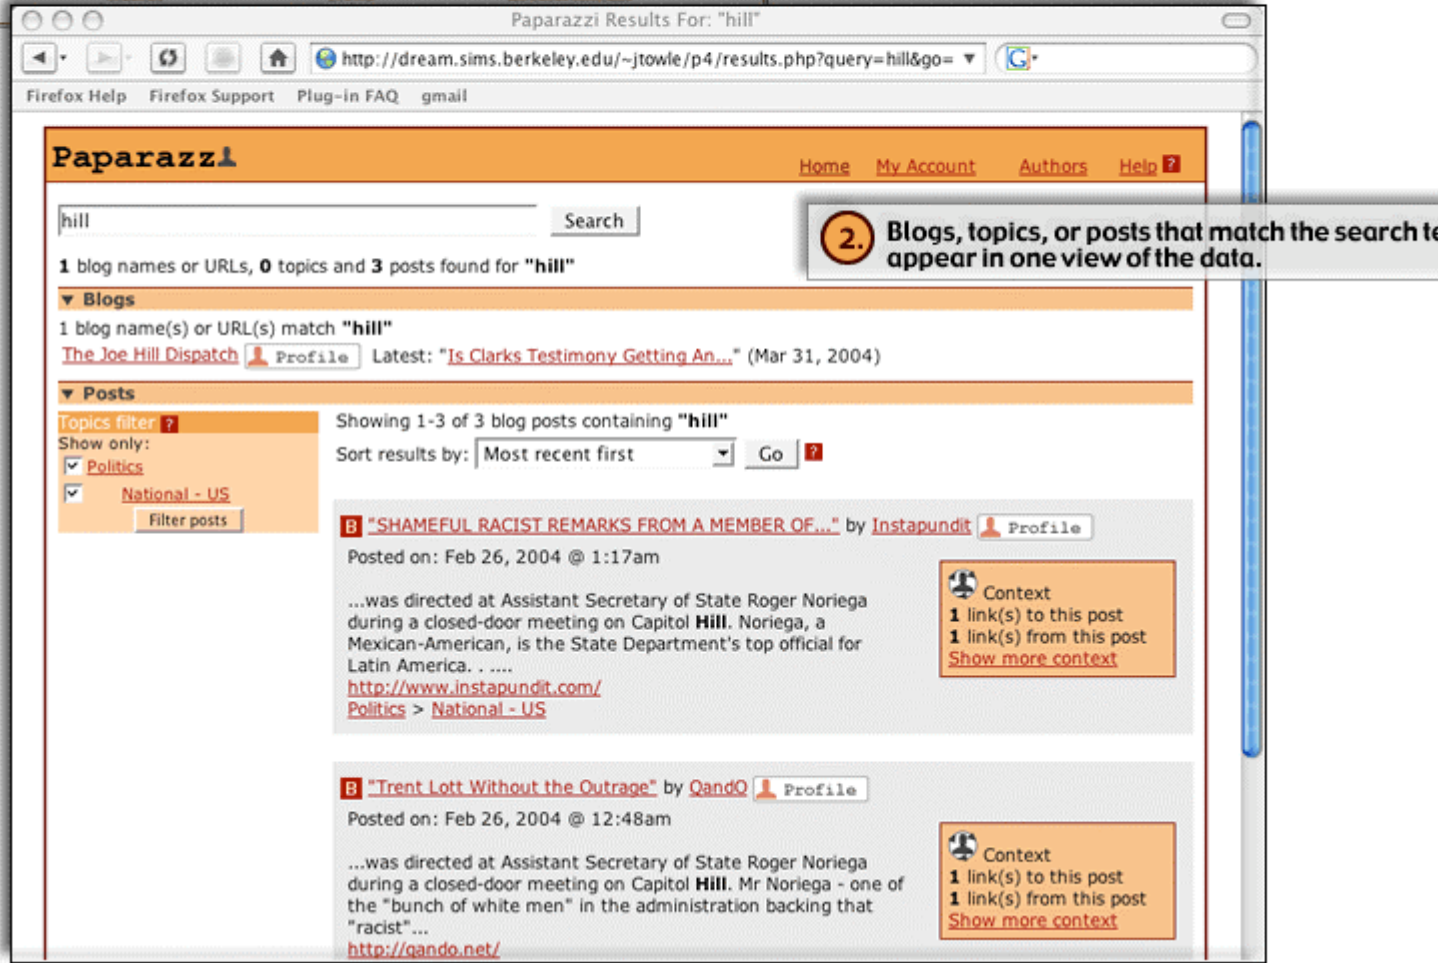 Paparazzi Results For: "hill"
http://dream.sims.berkeley.edu/~jtowle/p4/results.php?query=hill&go=
G
Firefox Help Firefox Support Plug-in FAQ gmail
Paparazz
Home My Account Authors Help ?
hill Search
2. Blogs, topics, or posts that match the search te
appear in one view of the data.
1 blog names or URLs, 0 topics and 3 posts found for "hill"
Blogs
1 blog name(s) or URL(s) match "hill"
The Joe Hill Dispatch Profile Latest: "Is Clarks Testimony Getting An..." (Mar 31, 2004)
Posts
Topics filter ?
Show only:
Politics
National - US
Filter posts
Showing 1-3 of 3 blog posts containing "hill"
Sort results by: Most recent first Go ?
B "SHAMEFUL RACIST REMARKS FROM A MEMBER OF..." by Instapundit Profile
Posted on: Feb 26, 2004 @ 1:17am
...was directed at Assistant Secretary of State Roger Noriega
during a closed-door meeting on Capitol Hill. Noriega, a
Mexican-American, is the State Department's top official for
Latin America. . ....
http://www.instapundit.com/
Politics > National - US
Context
1 link(s) to this post
1 link(s) from this post
Show more context
B "Trent Lott Without the Outrage" by QandO Profile
Posted on: Feb 26, 2004 @ 12:48am
...was directed at Assistant Secretary of State Roger Noriega
during a closed-door meeting on Capitol Hill. Mr Noriega - one of
the "bunch of white men" in the administration backing that
"racist"...
http://qando.net/
Context
1 link(s) to this post
1 link(s) from this post
Show more context